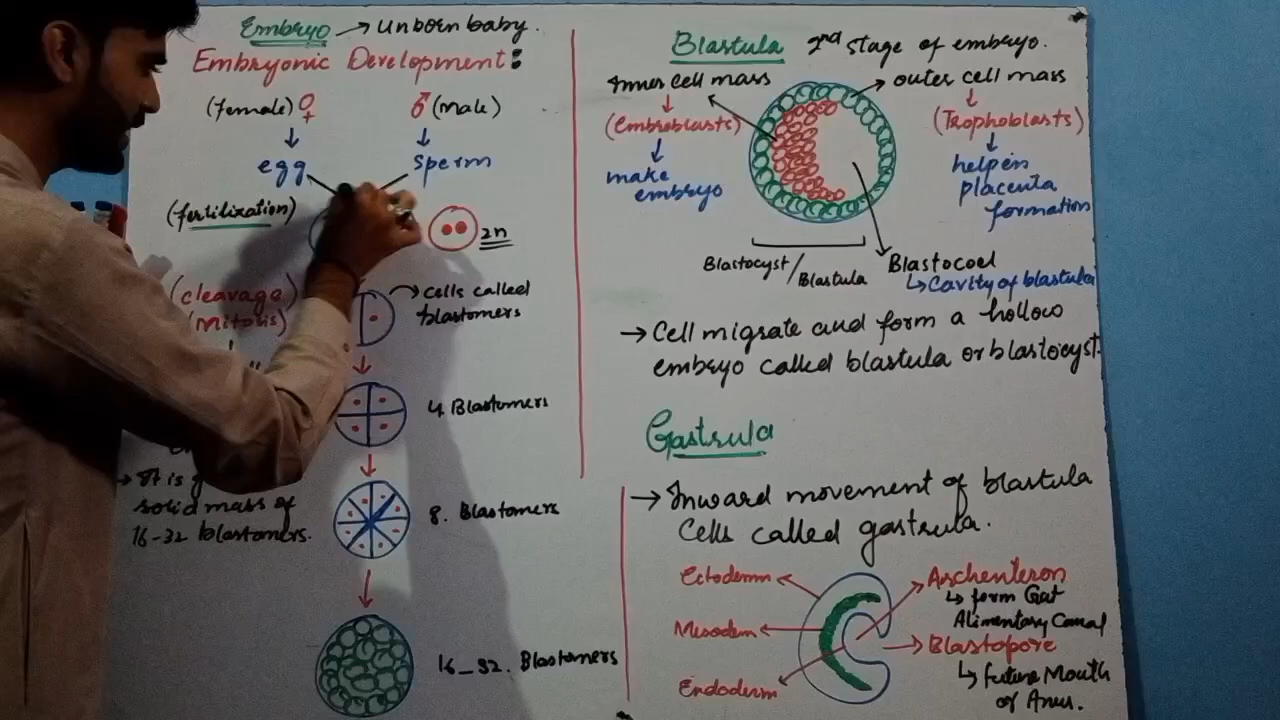 Embryo → Unborn baby.
Embryonic Development:
(female) ♀
♂ (male)
egg
sperm
(fertilization)
2n
(cleavage)
(Mitosis)
cells called
blastomers
4. Blastomers
→ It is
solid mass of
16-32 blastomers.
8. Blastomers
16_32. Blastomers
Blastula 2nd stage of embryo.
Inner cell mass
outer cell mass
(Embroblasts)
(Trophoblasts)
make
embryo
help in
placenta
formation
Blastocyst/Blastula
Blastocoel
↳ Cavity of blastula
→ Cell migrate and form a hollow
embryo called blastula or blastocyst.
Gastrula
→ Inward movement of blastula
Cells called gastrula.
Ectoderm
Mesoderm
Endoderm
Archenteron
↳ form Gut
Alimentary Canal
Blastopore
↳ future Mouth
or Anus.